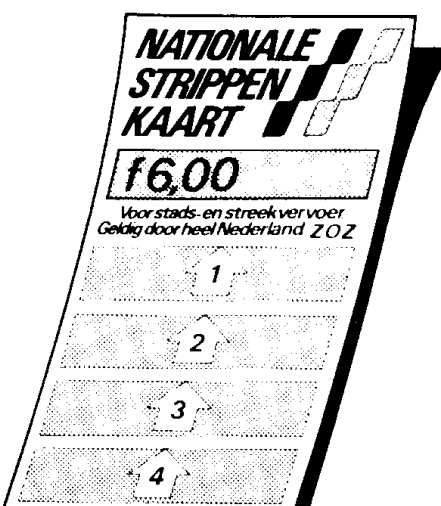 NATIONALE
STRIPPEN
KAART
f 6,00
Voor stads- en streekvervoer
Geldig door heel Nederland ZOZ
1
2
3
4